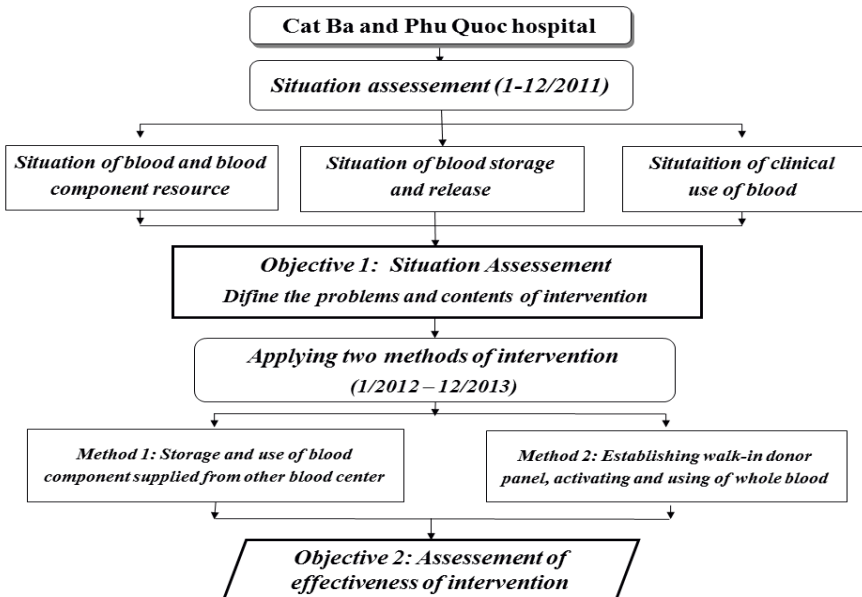 Cat Ba and Phu Quoc hospital
Situation assessement (1-12/2011)
Situation of blood and blood
component resource
Situation of blood storage
and release
Situtaition of clinical
use of blood
Objective 1: Situation Assessement
Difine the problems and contents of intervention
Applying two methods of intervention
(1/2012 – 12/2013)
Method 1: Storage and use of blood
component supplied from other blood center
Method 2: Establishing walk-in donor
panel, activating and using of whole blood
Objective 2: Assessement of
effectiveness of intervention